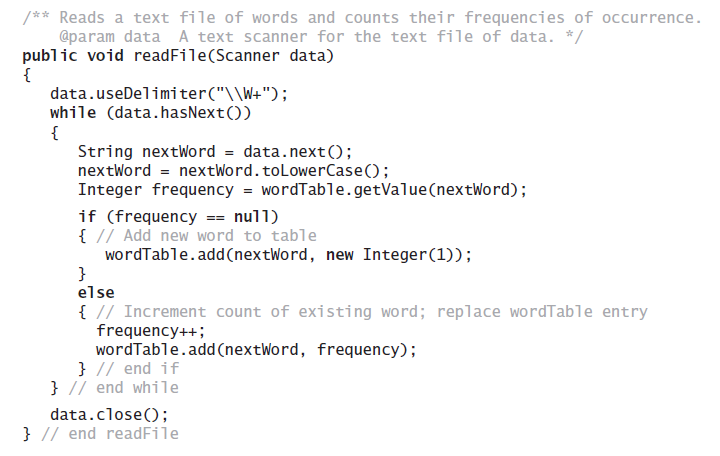 /** Reads a text file of words and counts their frequencies of occurrence.
    @param data  A text scanner for the text file of data. */
public void readFile(Scanner data)
{
   data.useDelimiter("\\W+");
   while (data.hasNext())
   {
      String nextWord = data.next();
      nextWord = nextWord.toLowerCase();
      Integer frequency = wordTable.getValue(nextWord);
      if (frequency == null)
      { // Add new word to table
         wordTable.add(nextWord, new Integer(1));
      }
      else
      { // Increment count of existing word; replace wordTable entry
        frequency++;
        wordTable.add(nextWord, frequency);
      } // end if
   } // end while
   data.close();
} // end readFile